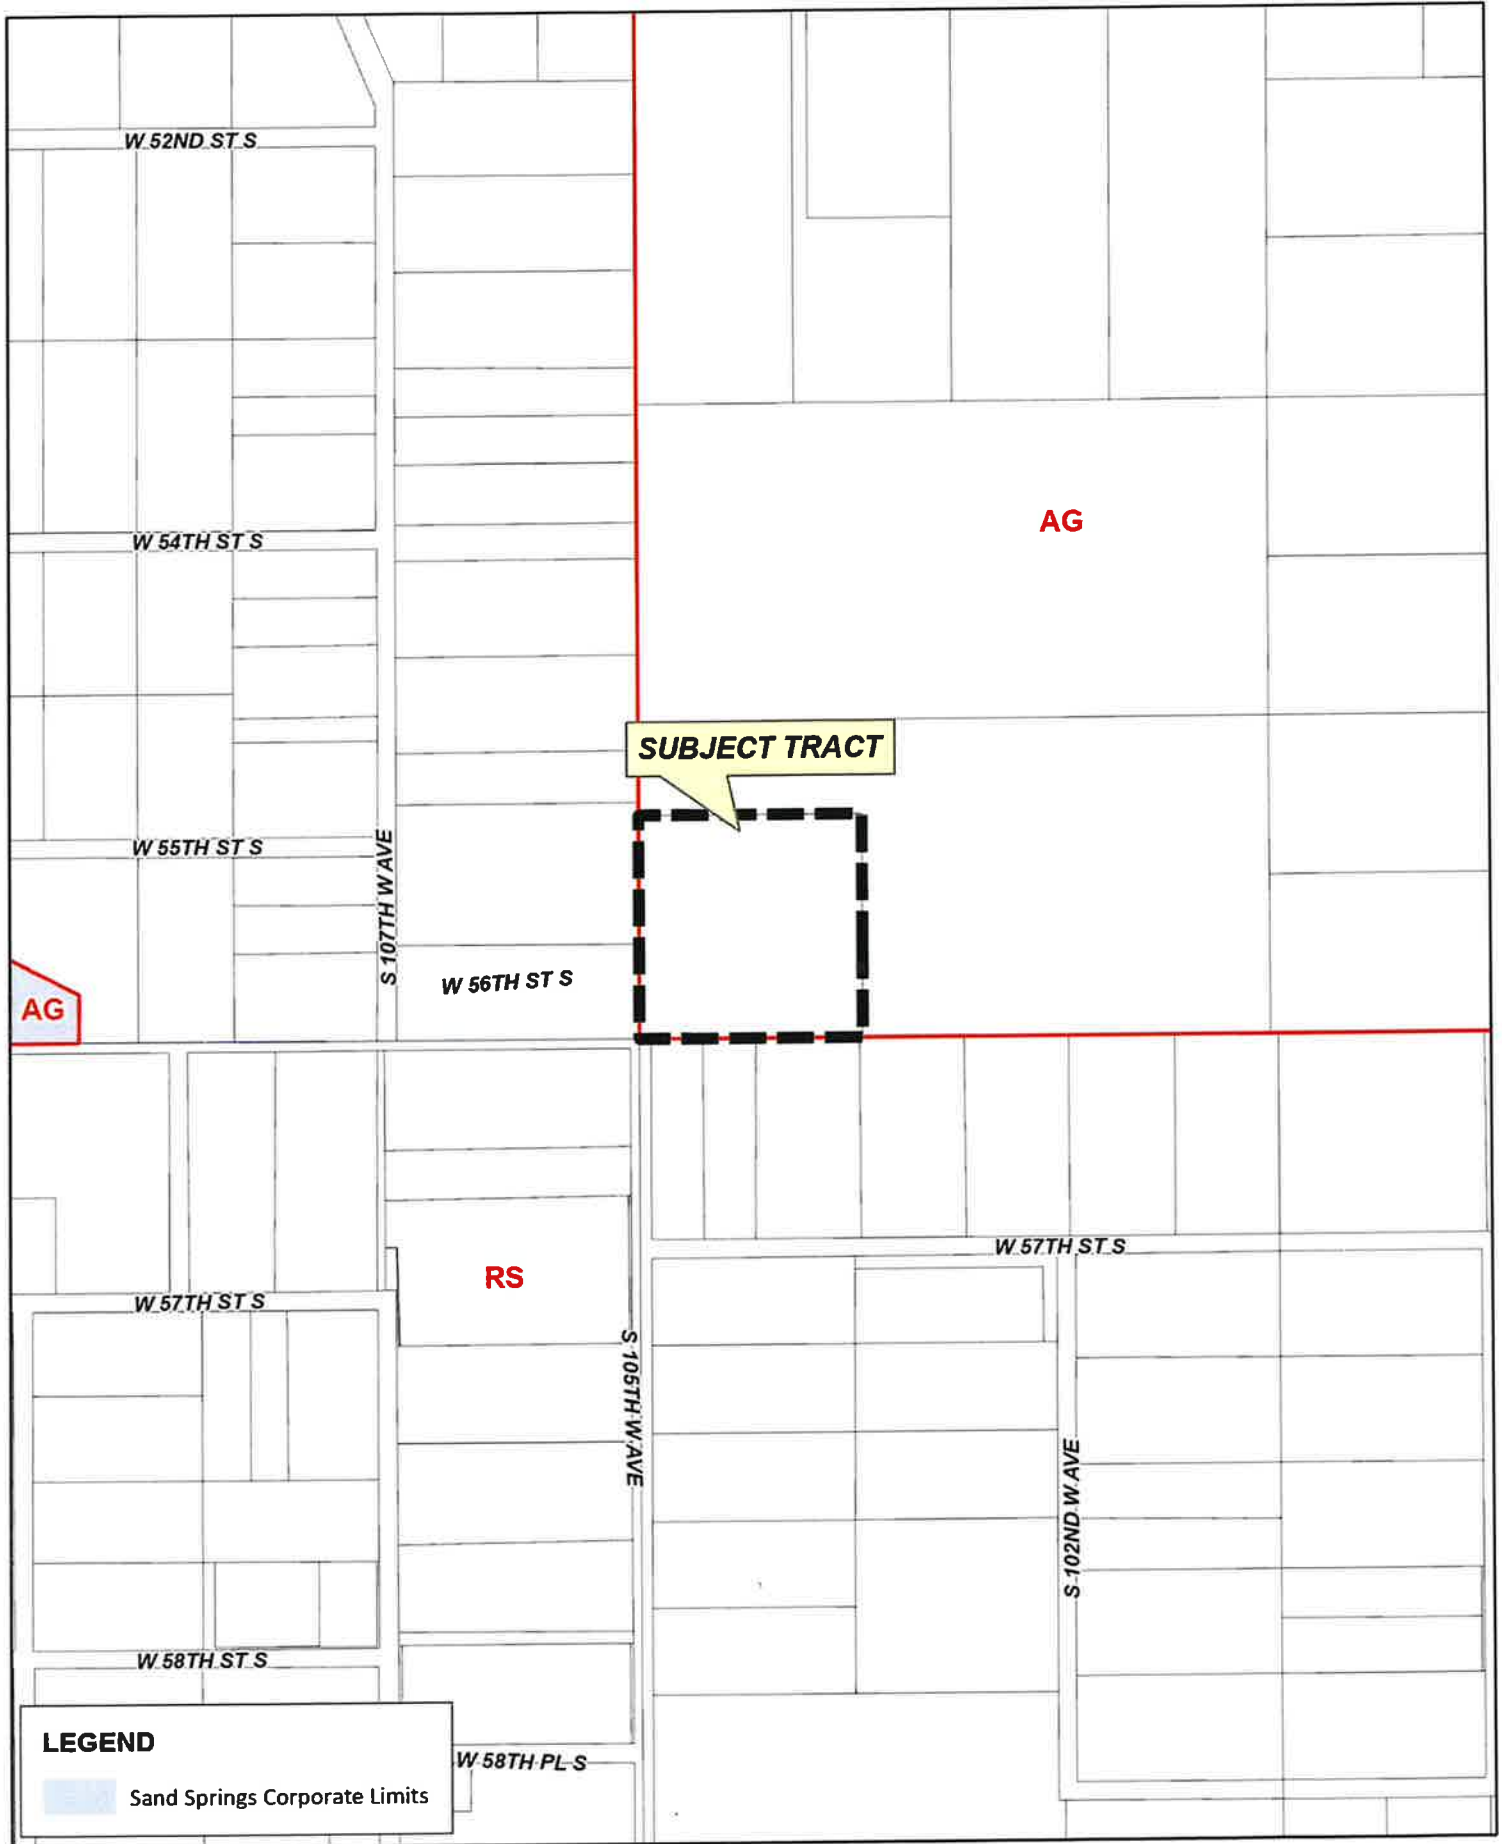 W 52ND ST S
AG
W 54TH ST S
SUBJECT TRACT
W 55TH ST S
S 107TH W AVE
W 56TH ST S
AG
W 57TH ST S
RS
W 57TH ST S
S 105TH W AVE
S 102ND W AVE
W 58TH ST S
W 58TH PL S
LEGEND
Sand Springs Corporate Limits